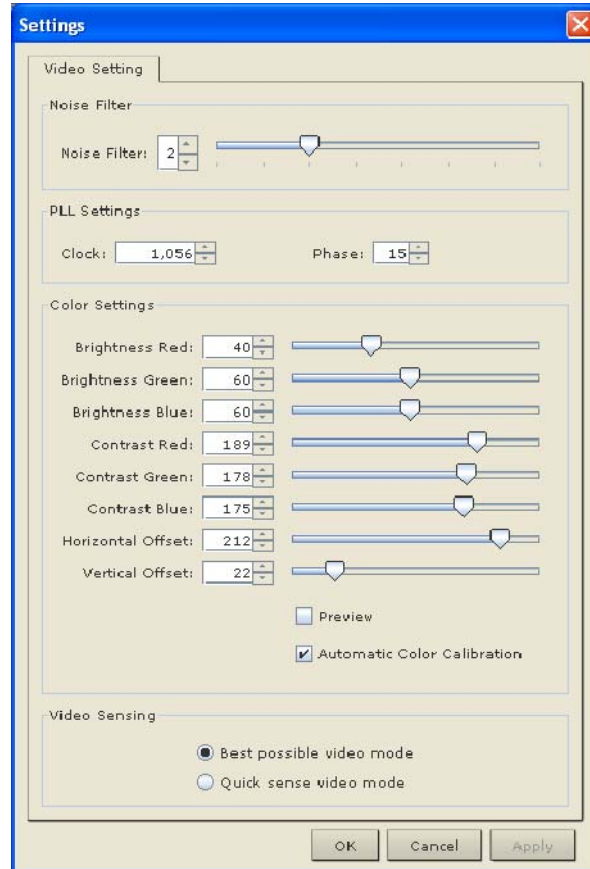 Settings
Video Setting
Noise Filter
Noise Filter: 2
PLL Settings
Clock: 1,056 Phase: 15
Color Settings
Brightness Red: 40
Brightness Green: 60
Brightness Blue: 60
Contrast Red: 189
Contrast Green: 178
Contrast Blue: 175
Horizontal Offset: 212
Vertical Offset: 22
Preview
Automatic Color Calibration
Video Sensing
Best possible video mode
Quick sense video mode
OK Cancel Apply